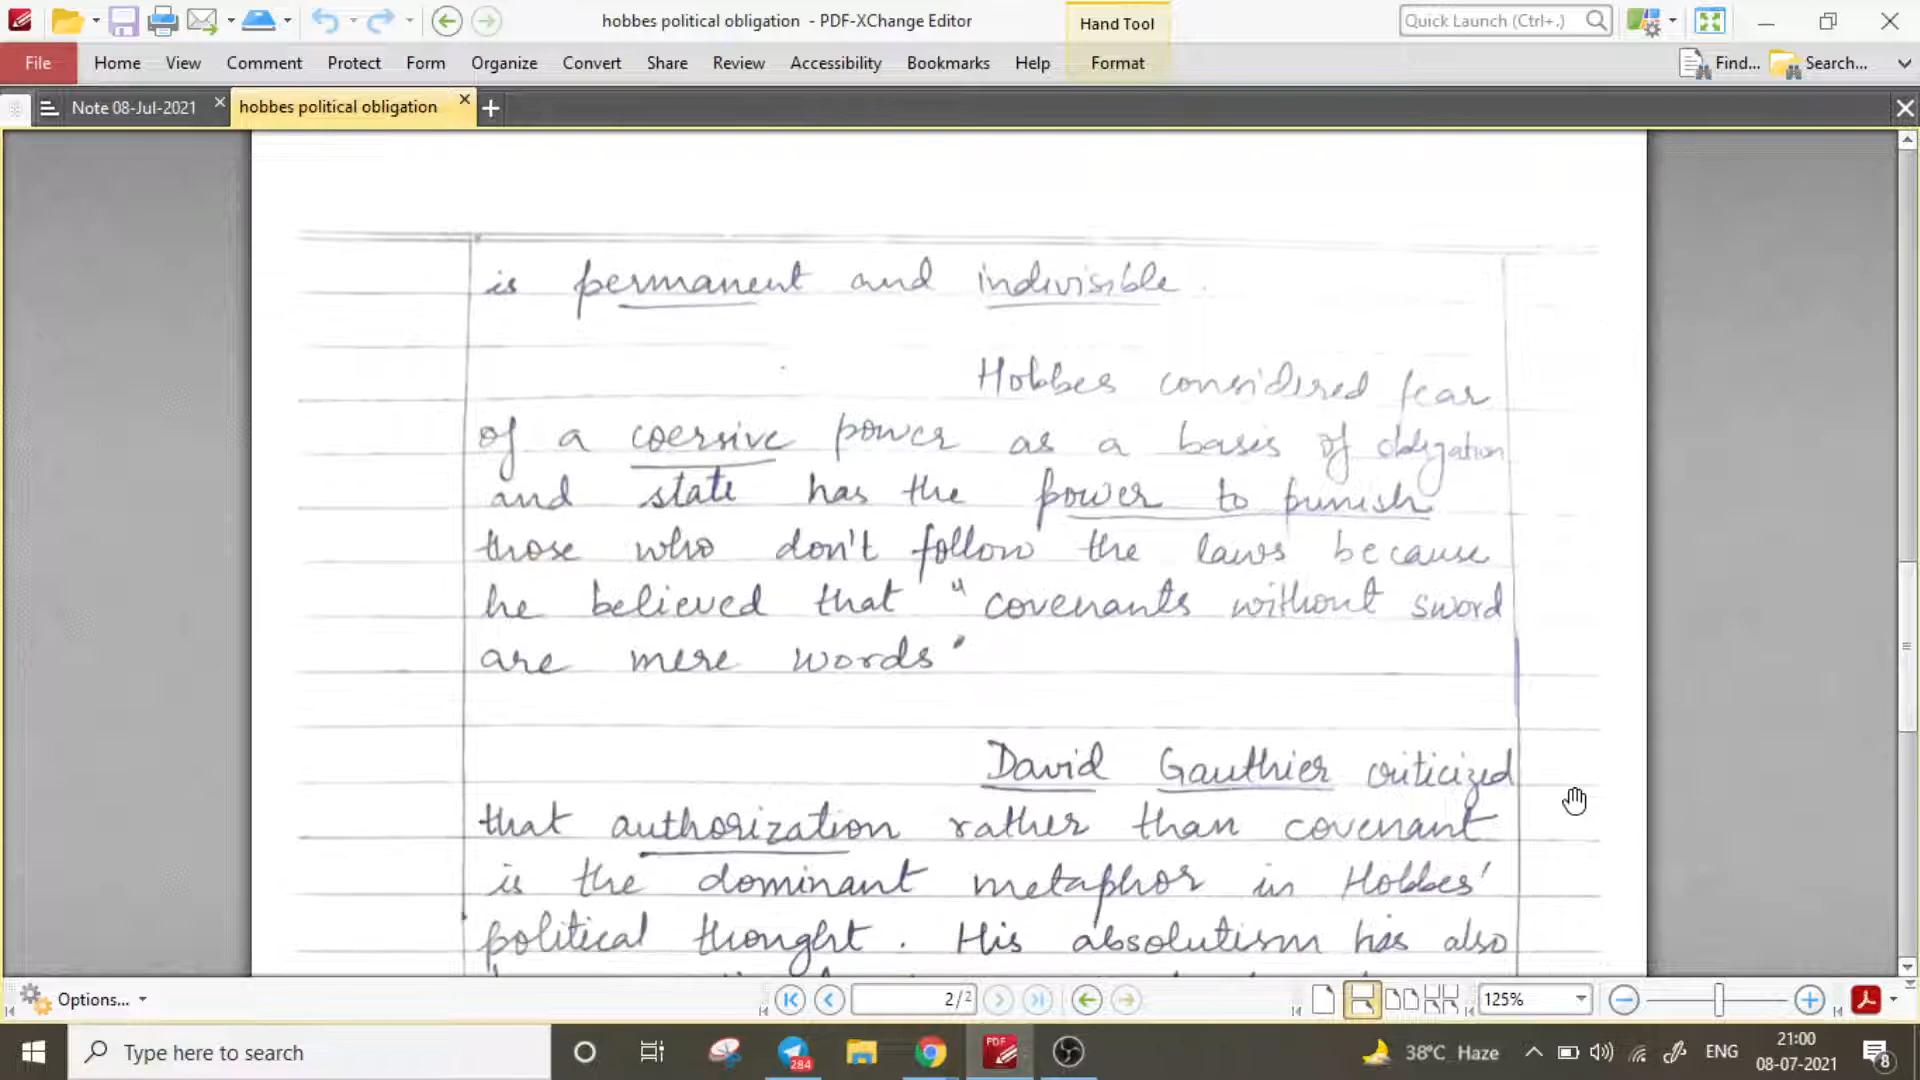 hobbes political obligation - PDF-XChange Editor
Hand Tool
Quick Launch (Ctrl+.)
File Home View Comment Protect Form Organize Convert Share Review Accessibility Bookmarks Help Format Find... Search...
Note 08-Jul-2021
hobbes political obligation
is permanent and indivisible.
Hobbes considered fear
of a coersive power as a basis of obligation
and state has the power to punish
those who don't follow the laws because
he believed that "covenants without sword
are mere words"
David Gauthier criticized
that authorization rather than covenant
is the dominant metaphor in Hobbes'
political thought. His absolutism has also
Options...
2/2
125%
Type here to search
284
PDF
38°C Haze
ENG
21:00
08-07-2021
8